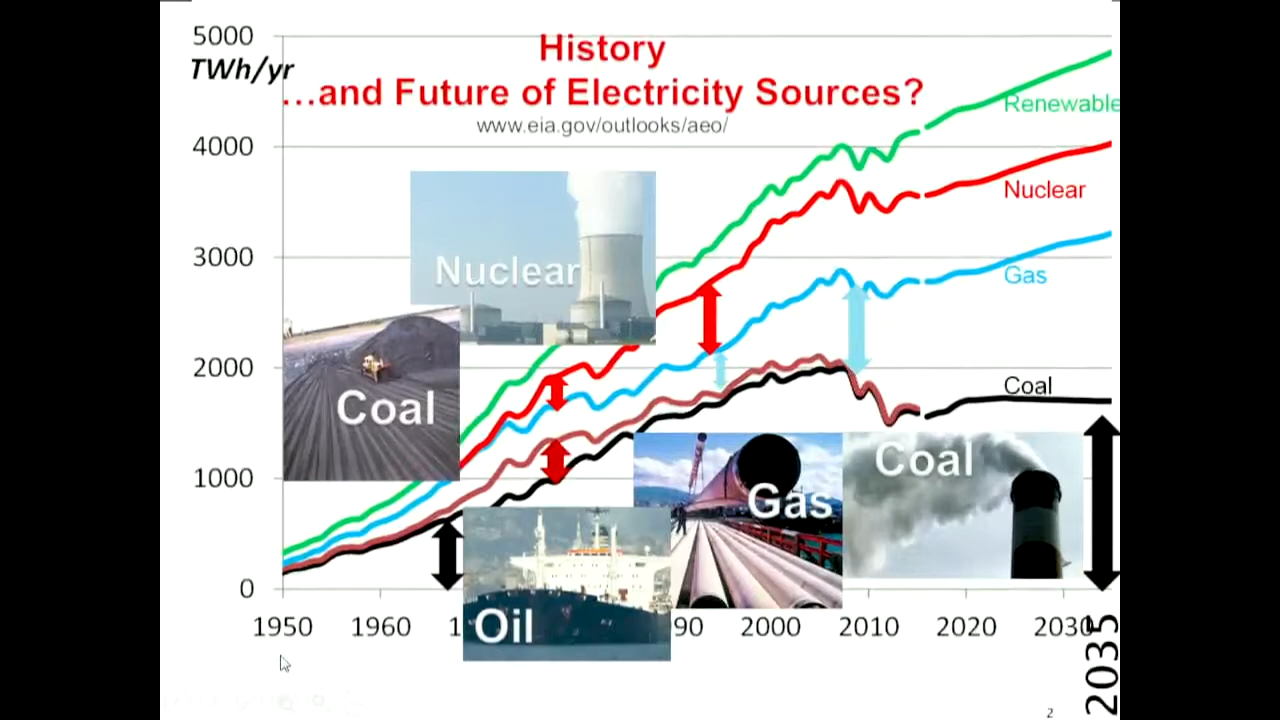 5000
TWh/yr
History
...and Future of Electricity Sources?
www.eia.gov/outlooks/aeo/
Renewable
4000
Nuclear
3000
Nuclear
Gas
2000
Coal
Coal
Coal
1000
Gas
0
Oil
1950
1960
1
90
2000
2010
2020
2030
2035
2